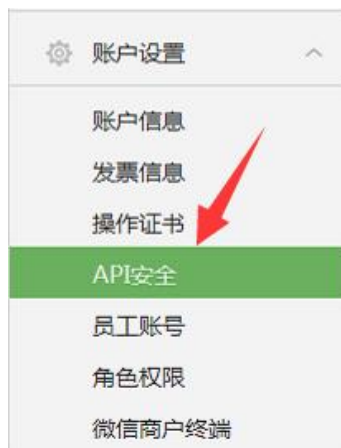 账户设置
账户信息
发票信息
操作证书
API安全
员工账号
角色权限
微信商户终端